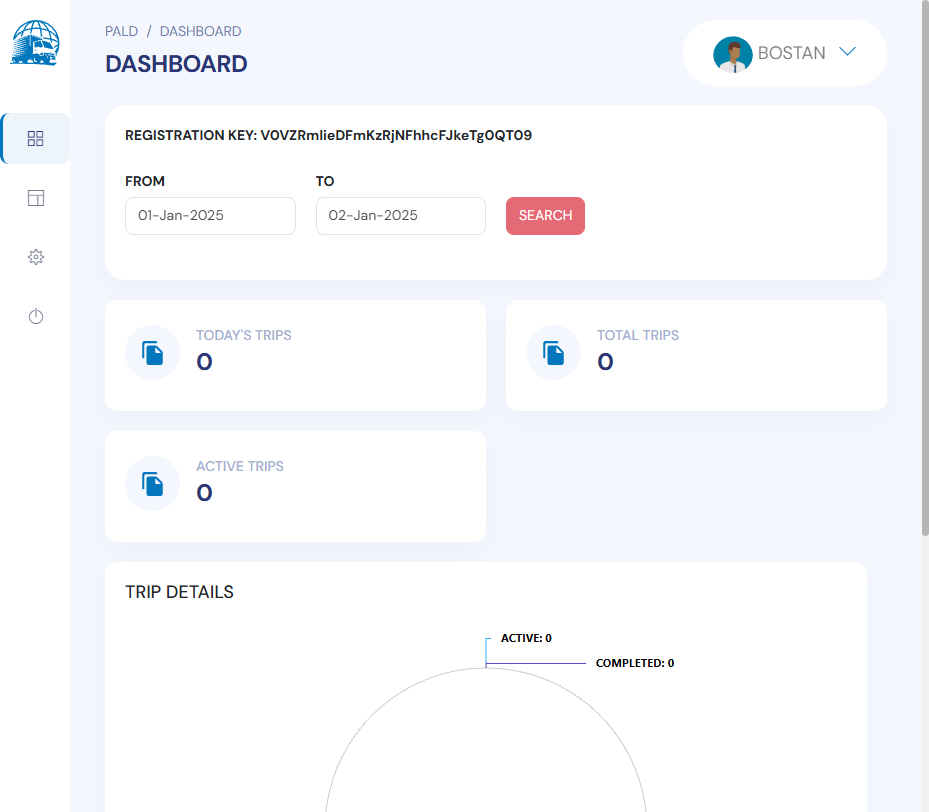 PALD / DASHBOARD
DASHBOARD
BOSTAN
REGISTRATION KEY: V0VZRmlieDFmKzRjNFhhcFJkeTg0QT09
FROM
TO
01-Jan-2025
02-Jan-2025
SEARCH
TODAY'S TRIPS
0
TOTAL TRIPS
0
ACTIVE TRIPS
0
TRIP DETAILS
ACTIVE: 0
COMPLETED: 0